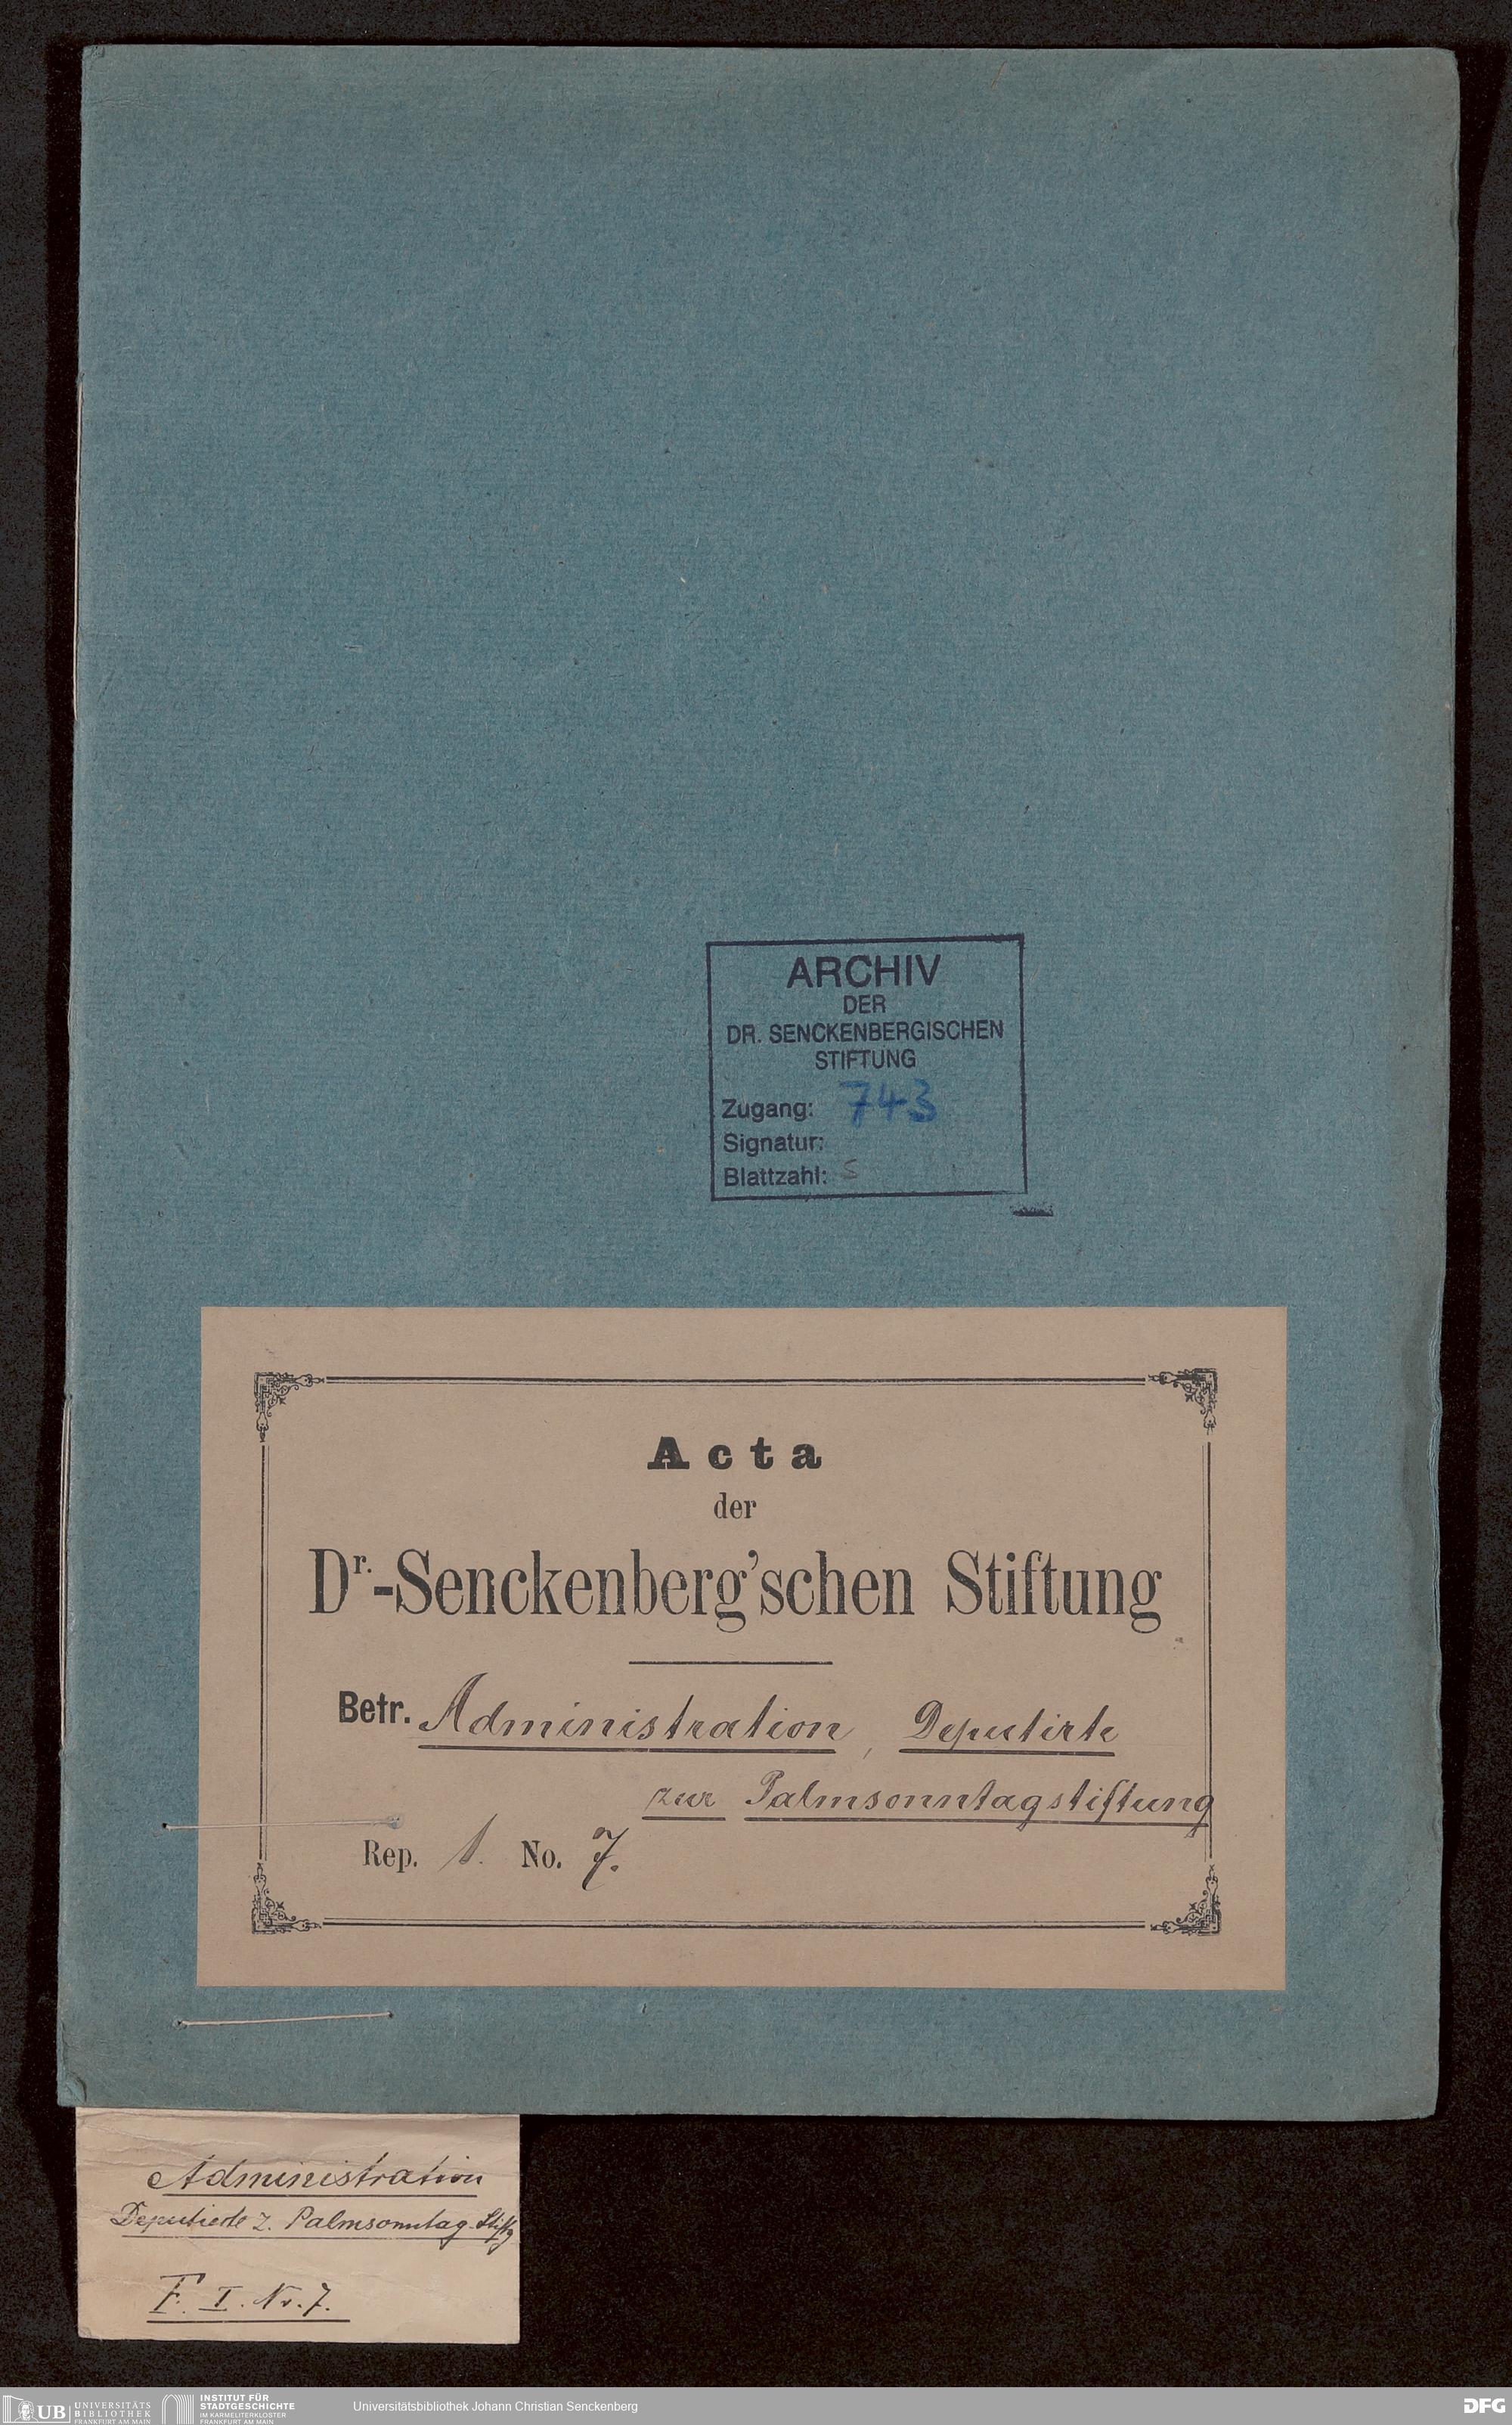 ARCHIV
DER
DR. SENCKENBERGISCHEN
STIFTUNG
Zugang: 743
Signatur:
Blattzahl: 5
Acta
der
Dr.-Senckenberg'schen Stiftung
Betr. Administration, Deputirte
zur Palmsonntagstiftung
Rep. 1. No. 7.
Administration
Deputierte z. Palmsonntag-Stiftg
F. I. Nr. 7.
UB UNIVERSITÄTS
BIBLIOTHEK
FRANKFURT AM MAIN
INSTITUT FÜR
STADTGESCHICHTE
IM KARMELITERKLOSTER
FRANKFURT AM MAIN
Universitätsbibliothek Johann Christian Senckenberg
DFG